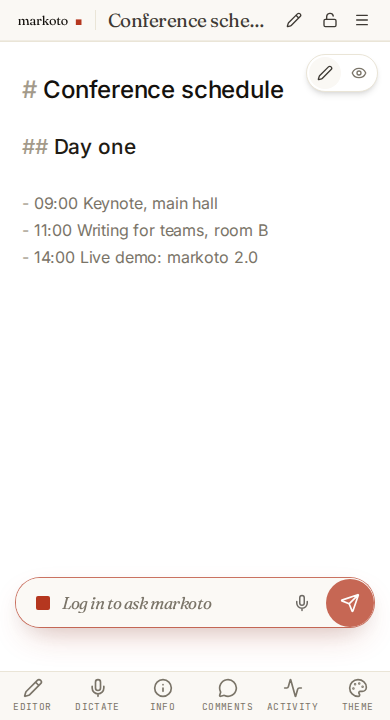 markoto
Conference sche...
# Conference schedule
## Day one
- 09:00 Keynote, main hall
- 11:00 Writing for teams, room B
- 14:00 Live demo: markoto 2.0
Log in to ask markoto
EDITOR DICTATE INFO COMMENTS ACTIVITY THEME